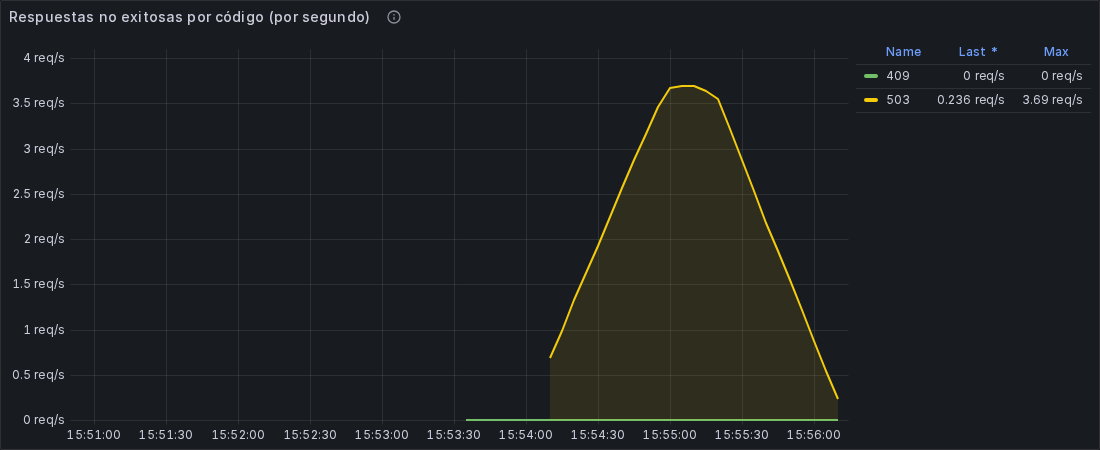 Respuestas no exitosas por código (por segundo)
Name Last * Max
409 0 req/s 0 req/s
503 0.236 req/s 3.69 req/s
4 req/s
3.5 req/s
3 req/s
2.5 req/s
2 req/s
1.5 req/s
1 req/s
0.5 req/s
0 req/s
15:51:00 15:51:30 15:52:00 15:52:30 15:53:00 15:53:30 15:54:00 15:54:30 15:55:00 15:55:30 15:56:00